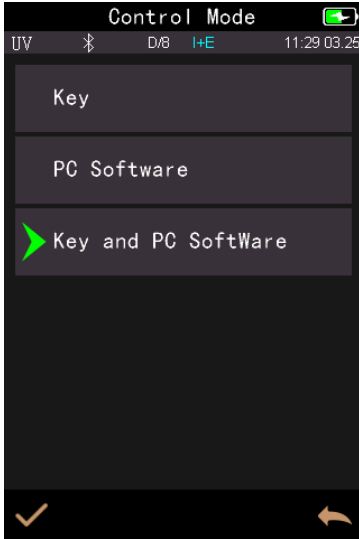 Control Mode
UV D/8 I+E 11:29 03.25
Key
PC Software
Key and PC SoftWare